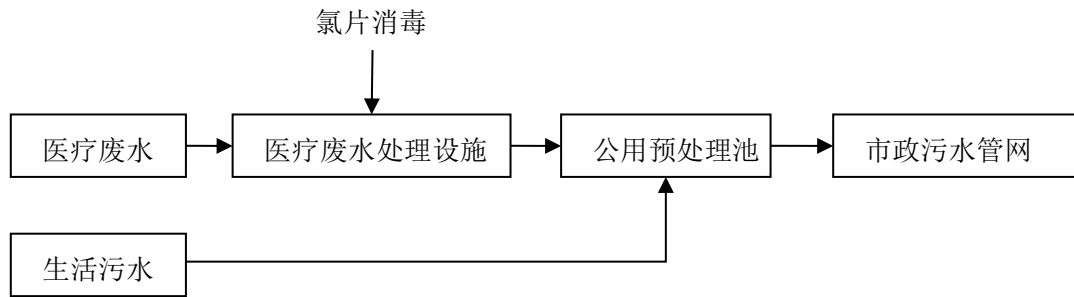 氯片消毒
医疗废水
医疗废水处理设施
公用预处理池
市政污水管网
生活污水